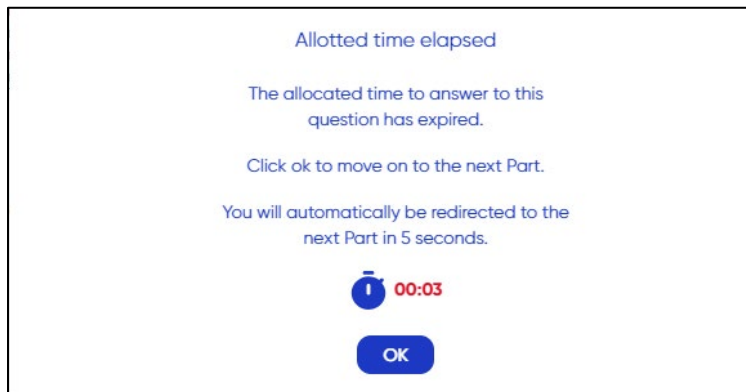 Allotted time elapsed
The allocated time to answer to this
question has expired.
Click ok to move on to the next Part.
You will automatically be redirected to the
next Part in 5 seconds.
00:03
OK